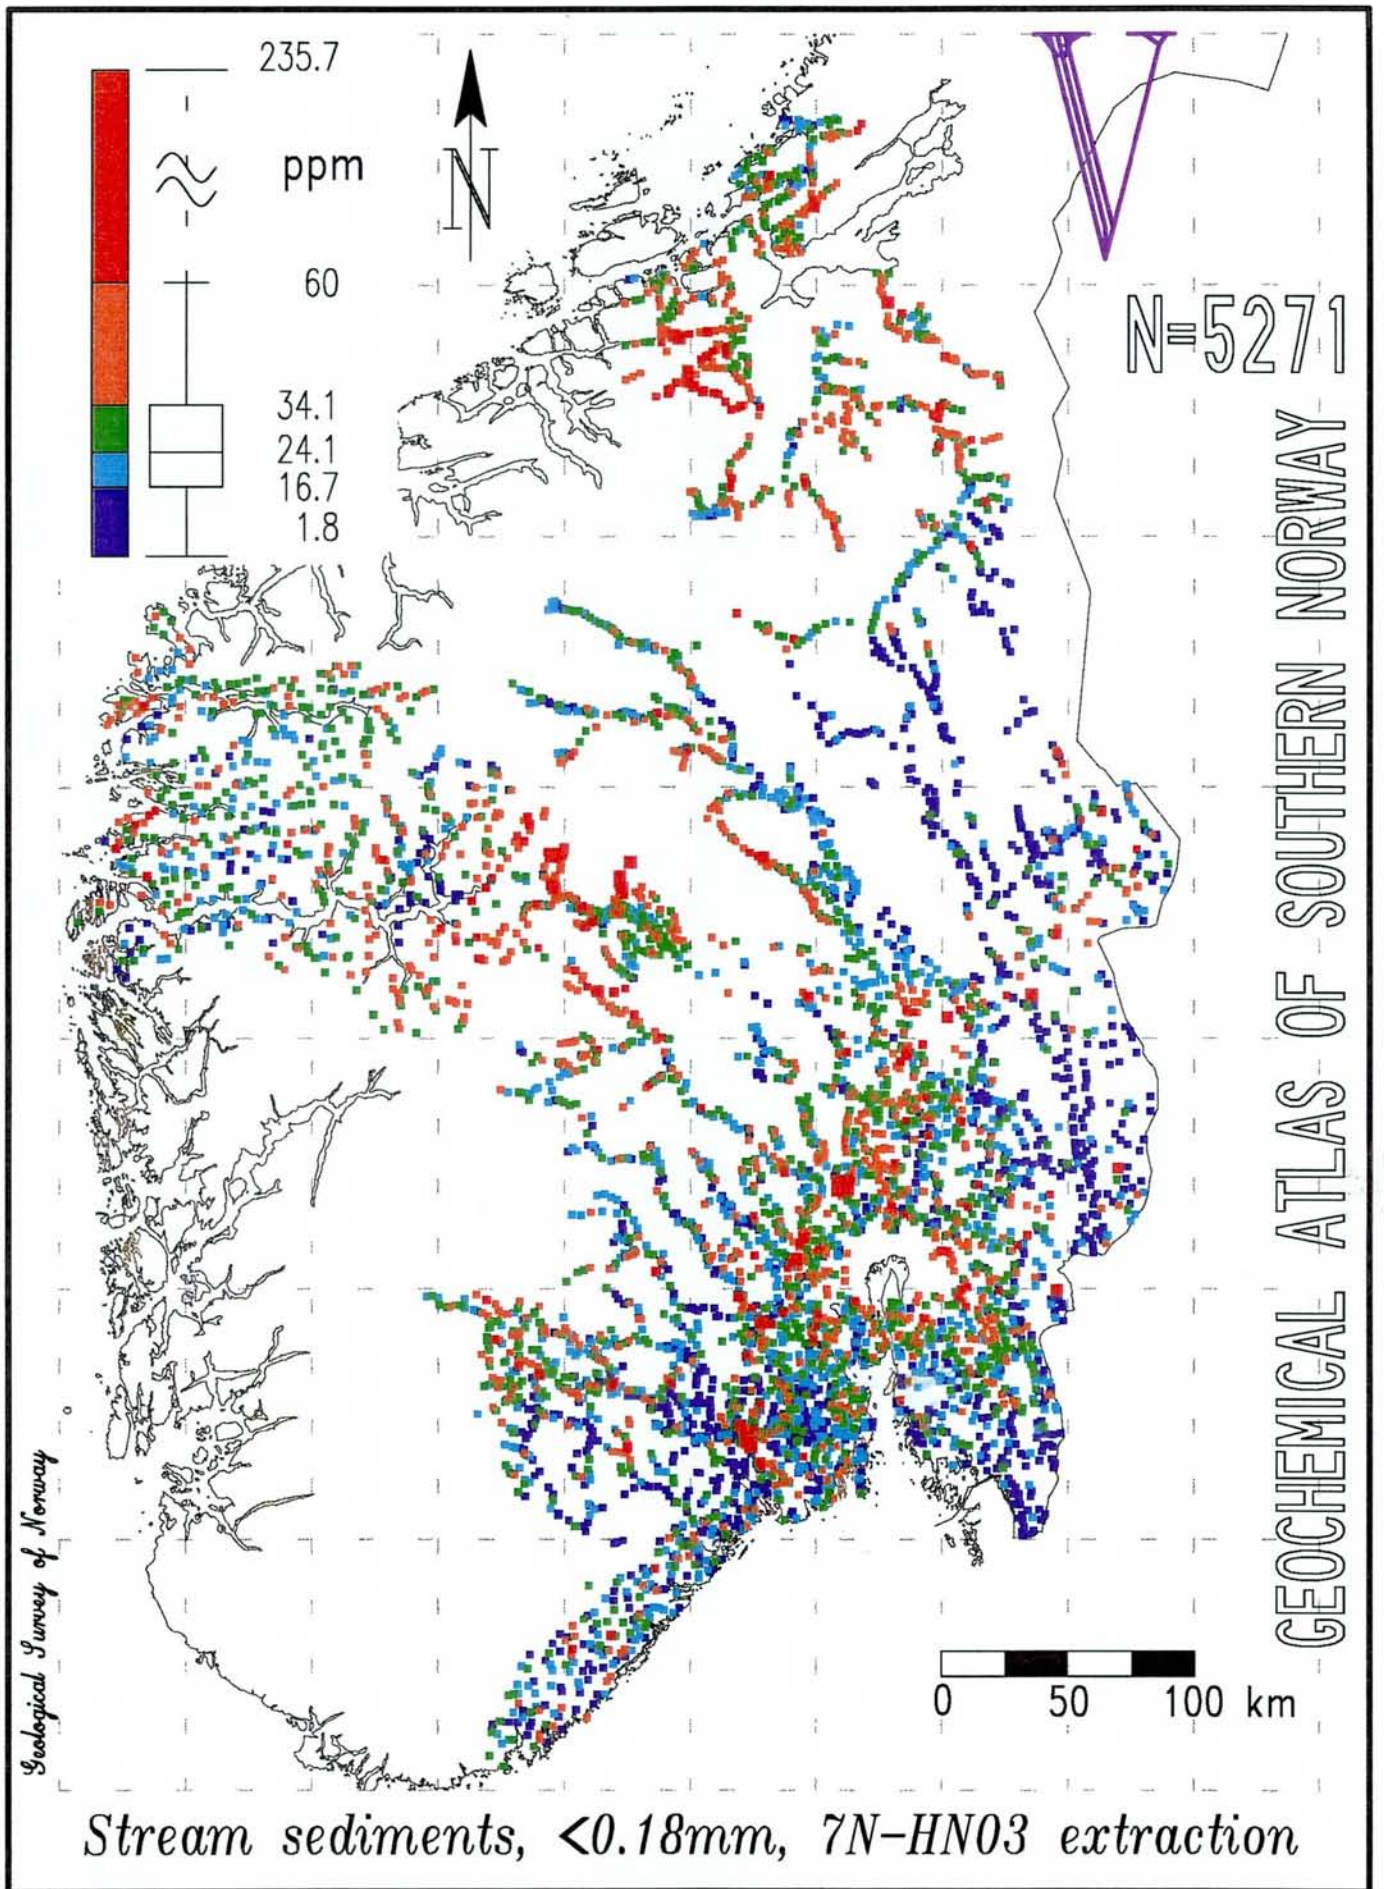 235.7
ppm
60
34.1
24.1
16.7
1.8
N
V
N=5271
GEOCHEMICAL ATLAS OF SOUTHERN NORWAY
Geological Survey of Norway
0 50 100 km
Stream sediments, <0.18mm, 7N-HNO3 extraction